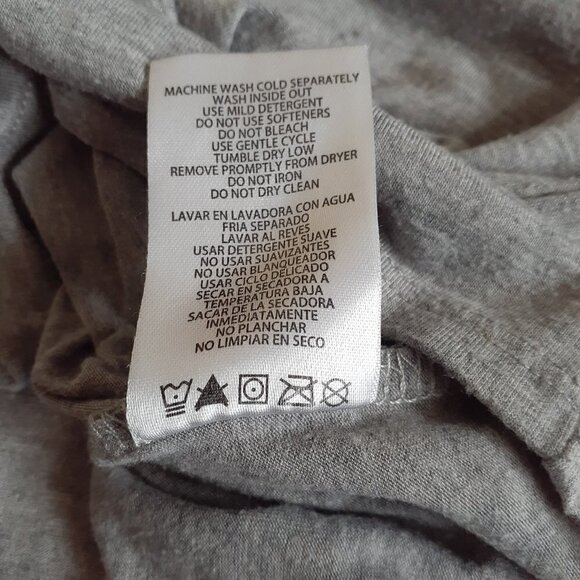 MACHINE WASH COLD SEPARATELY
WASH INSIDE OUT
USE MILD DETERGENT
DO NOT USE SOFTENERS
DO NOT BLEACH
USE GENTLE CYCLE
TUMBLE DRY LOW
REMOVE PROMPTLY FROM DRYER
DO NOT IRON
DO NOT DRY CLEAN
LAVAR EN LAVADORA CON AGUA
FRIA SEPARADO
LAVAR AL REVES
USAR DETERGENTE SUAVE
NO USAR SUAVIZANTES
NO USAR BLANQUEADOR
USAR CICLO DELICADO
SECAR EN SECADORA A
TEMPERATURA BAJA
SACAR DE LA SECADORA
INMEDIATAMENTE
NO PLANCHAR
NO LIMPIAR EN SECO